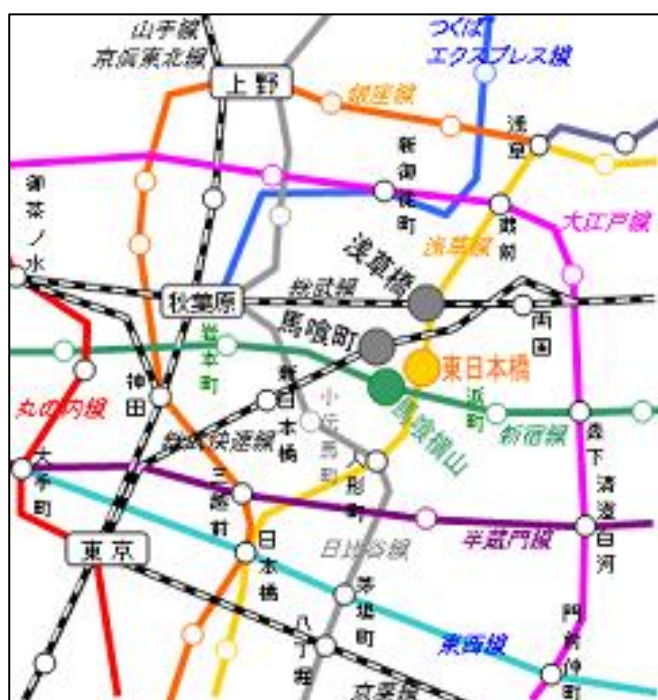 山手線
京浜東北線
つくば
エクスプレス線
上野
銀座線
浅草
新御徒町
御茶ノ水
蔵前
大江戸線
浅草線
浅草橋
秋葉原
総武線
両国
馬喰町
岩本町
東日本橋
神田
新日本橋
小伝馬町
浜町
馬喰横山
新宿線
丸の内線
総武快速線
森下
大手町
三越前
人形町
清澄白河
半蔵門線
東京
日本橋
日比谷線
茅場町
八丁堀
東西線
門前仲町
京葉線